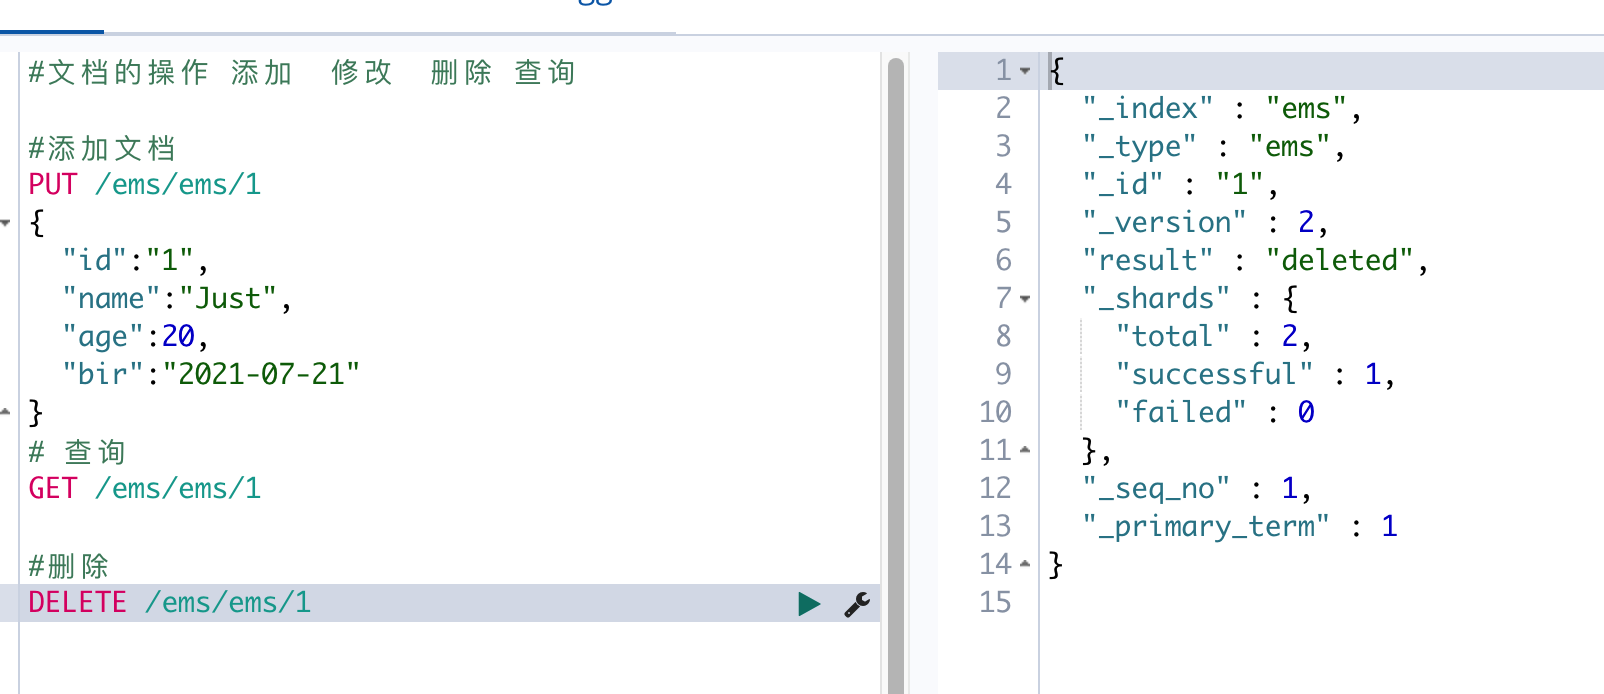 #文档的操作 添加  修改  删除 查询
#添加文档
PUT /ems/ems/1
{
  "id":"1",
  "name":"Just",
  "age":20,
  "bir":"2021-07-21"
}
# 查询
GET /ems/ems/1
#删除
DELETE /ems/ems/1
1 {
2   "_index" : "ems",
3   "_type" : "ems",
4   "_id" : "1",
5   "_version" : 2,
6   "result" : "deleted",
7   "_shards" : {
8     "total" : 2,
9     "successful" : 1,
10     "failed" : 0
11   },
12   "_seq_no" : 1,
13   "_primary_term" : 1
14 }
15